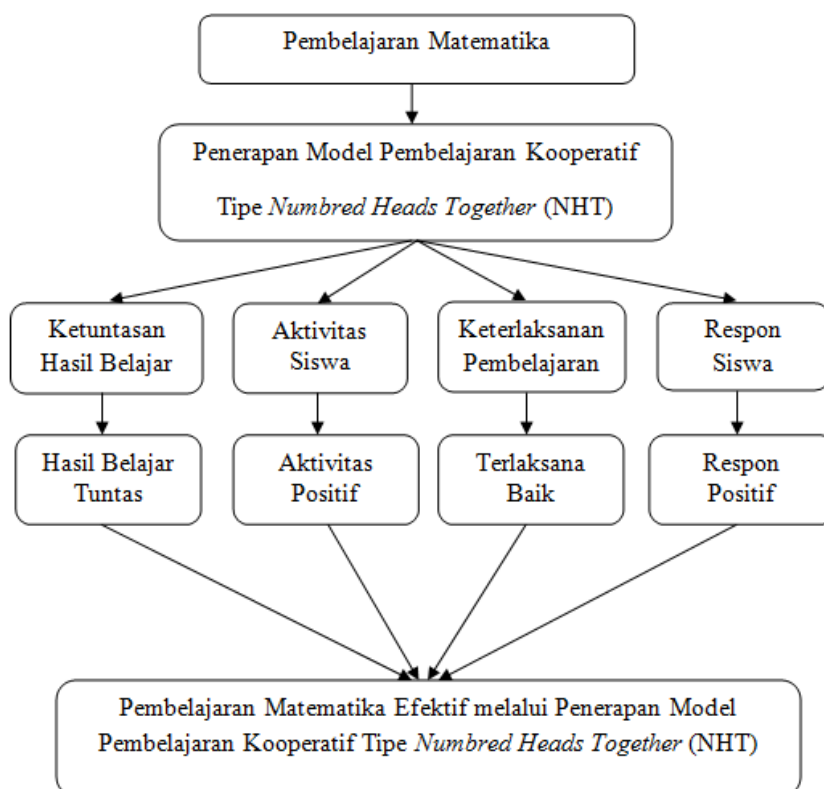 Pembelajaran Matematika
Penerapan Model Pembelajaran Kooperatif
Tipe Numbred Heads Together (NHT)
Ketuntasan
Hasil Belajar
Aktivitas
Siswa
Keterlaksanan
Pembelajaran
Respon
Siswa
Hasil Belajar
Tuntas
Aktivitas
Positif
Terlaksana
Baik
Respon
Positif
Pembelajaran Matematika Efektif melalui Penerapan Model
Pembelajaran Kooperatif Tipe Numbred Heads Together (NHT)